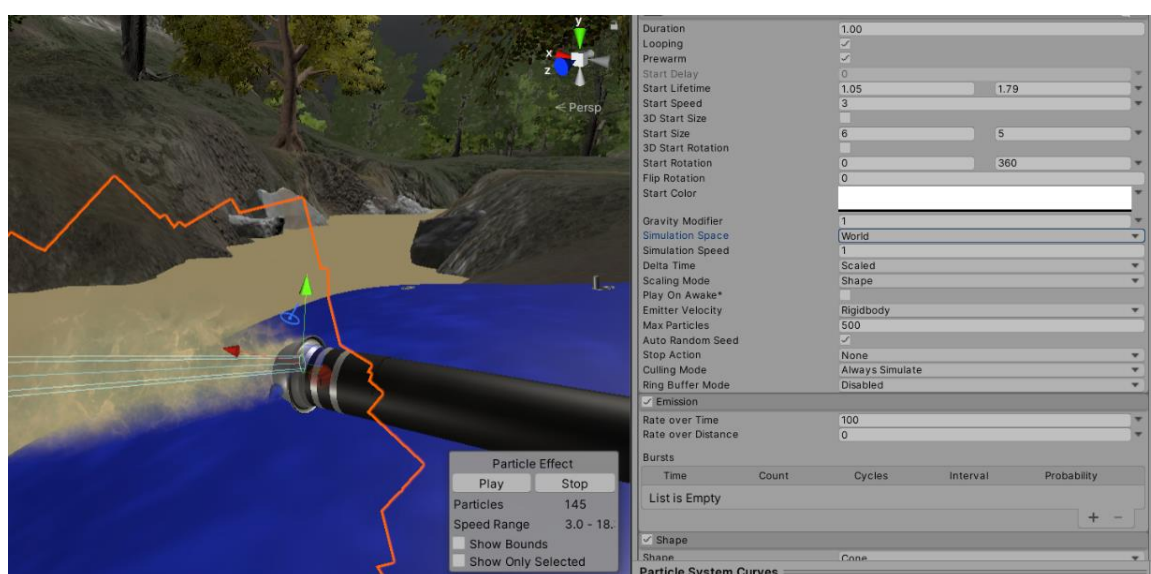 y
x
z
< Persp
Particle Effect
Play Stop
Particles 145
Speed Range 3.0 - 18.
Show Bounds
Show Only Selected
Duration 1.00
Looping
Prewarm
Start Delay 0
Start Lifetime 1.05 1.79
Start Speed 3
3D Start Size
Start Size 6 5
3D Start Rotation
Start Rotation 0 360
Flip Rotation 0
Start Color
Gravity Modifier 1
Simulation Space World
Simulation Speed 1
Delta Time Scaled
Scaling Mode Shape
Play On Awake*
Emitter Velocity Rigidbody
Max Particles 500
Auto Random Seed
Stop Action None
Culling Mode Always Simulate
Ring Buffer Mode Disabled
Emission
Rate over Time 100
Rate over Distance 0
Bursts
Time Count Cycles Interval Probability
List is Empty
+ -
Shape
Shape Cone
Particle System Curves